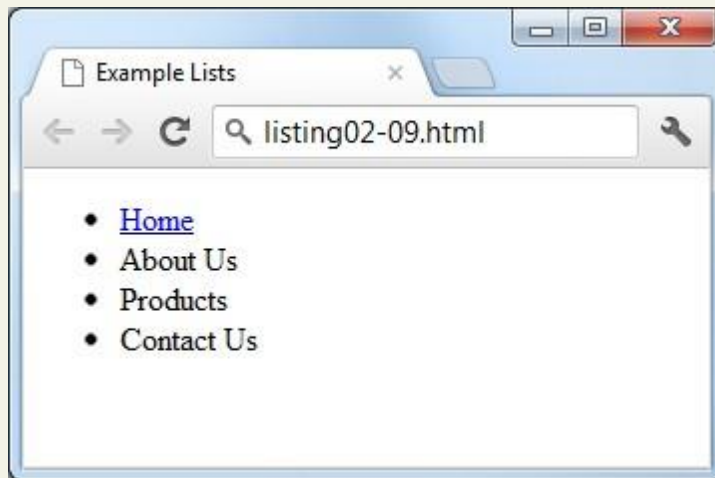 Example Lists
listing02-09.html
Home
About Us
Products
Contact Us